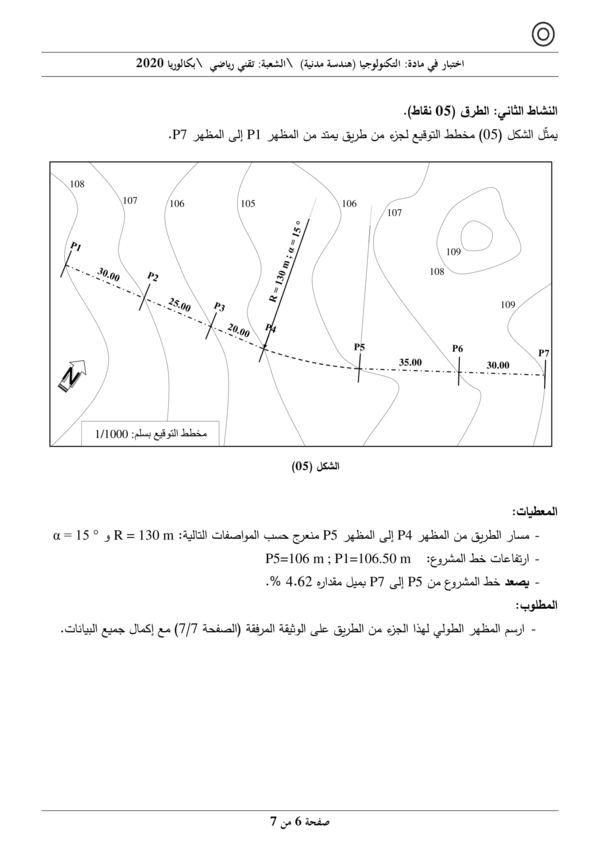 اختبار في مادة: التكنولوجيا (هندسة مدنية) \الشعبة: تقني رياضي \بكالوريا 2020
النشاط الثاني: الطرق (05 نقاط).
يمثّل الشكل (05) مخطط التوقيع لجزء من طريق يمتد من المظهر P1 إلى المظهر P7.
108
107
106
105
106
107
109
108
109
P1
30.00
P2
25.00
P3
20.00
P4
R = 130 m ; α = 15 °
P5
35.00
P6
30.00
P7
N
مخطط التوقيع بسلم: 1/1000
الشكل (05)
المعطيات:
- مسار الطريق من المظهر P4 إلى المظهر P5 منعرج حسب المواصفات التالية: R = 130 m و α = 15 °
- ارتفاعات خط المشروع: P5=106 m ; P1=106.50 m
- يصعد خط المشروع من P5 إلى P7 بميل مقداره 4.62 %.
المطلوب:
- ارسم المظهر الطولي لهذا الجزء من الطريق على الوثيقة المرفقة (الصفحة 7/7) مع إكمال جميع البيانات.
صفحة 6 من 7